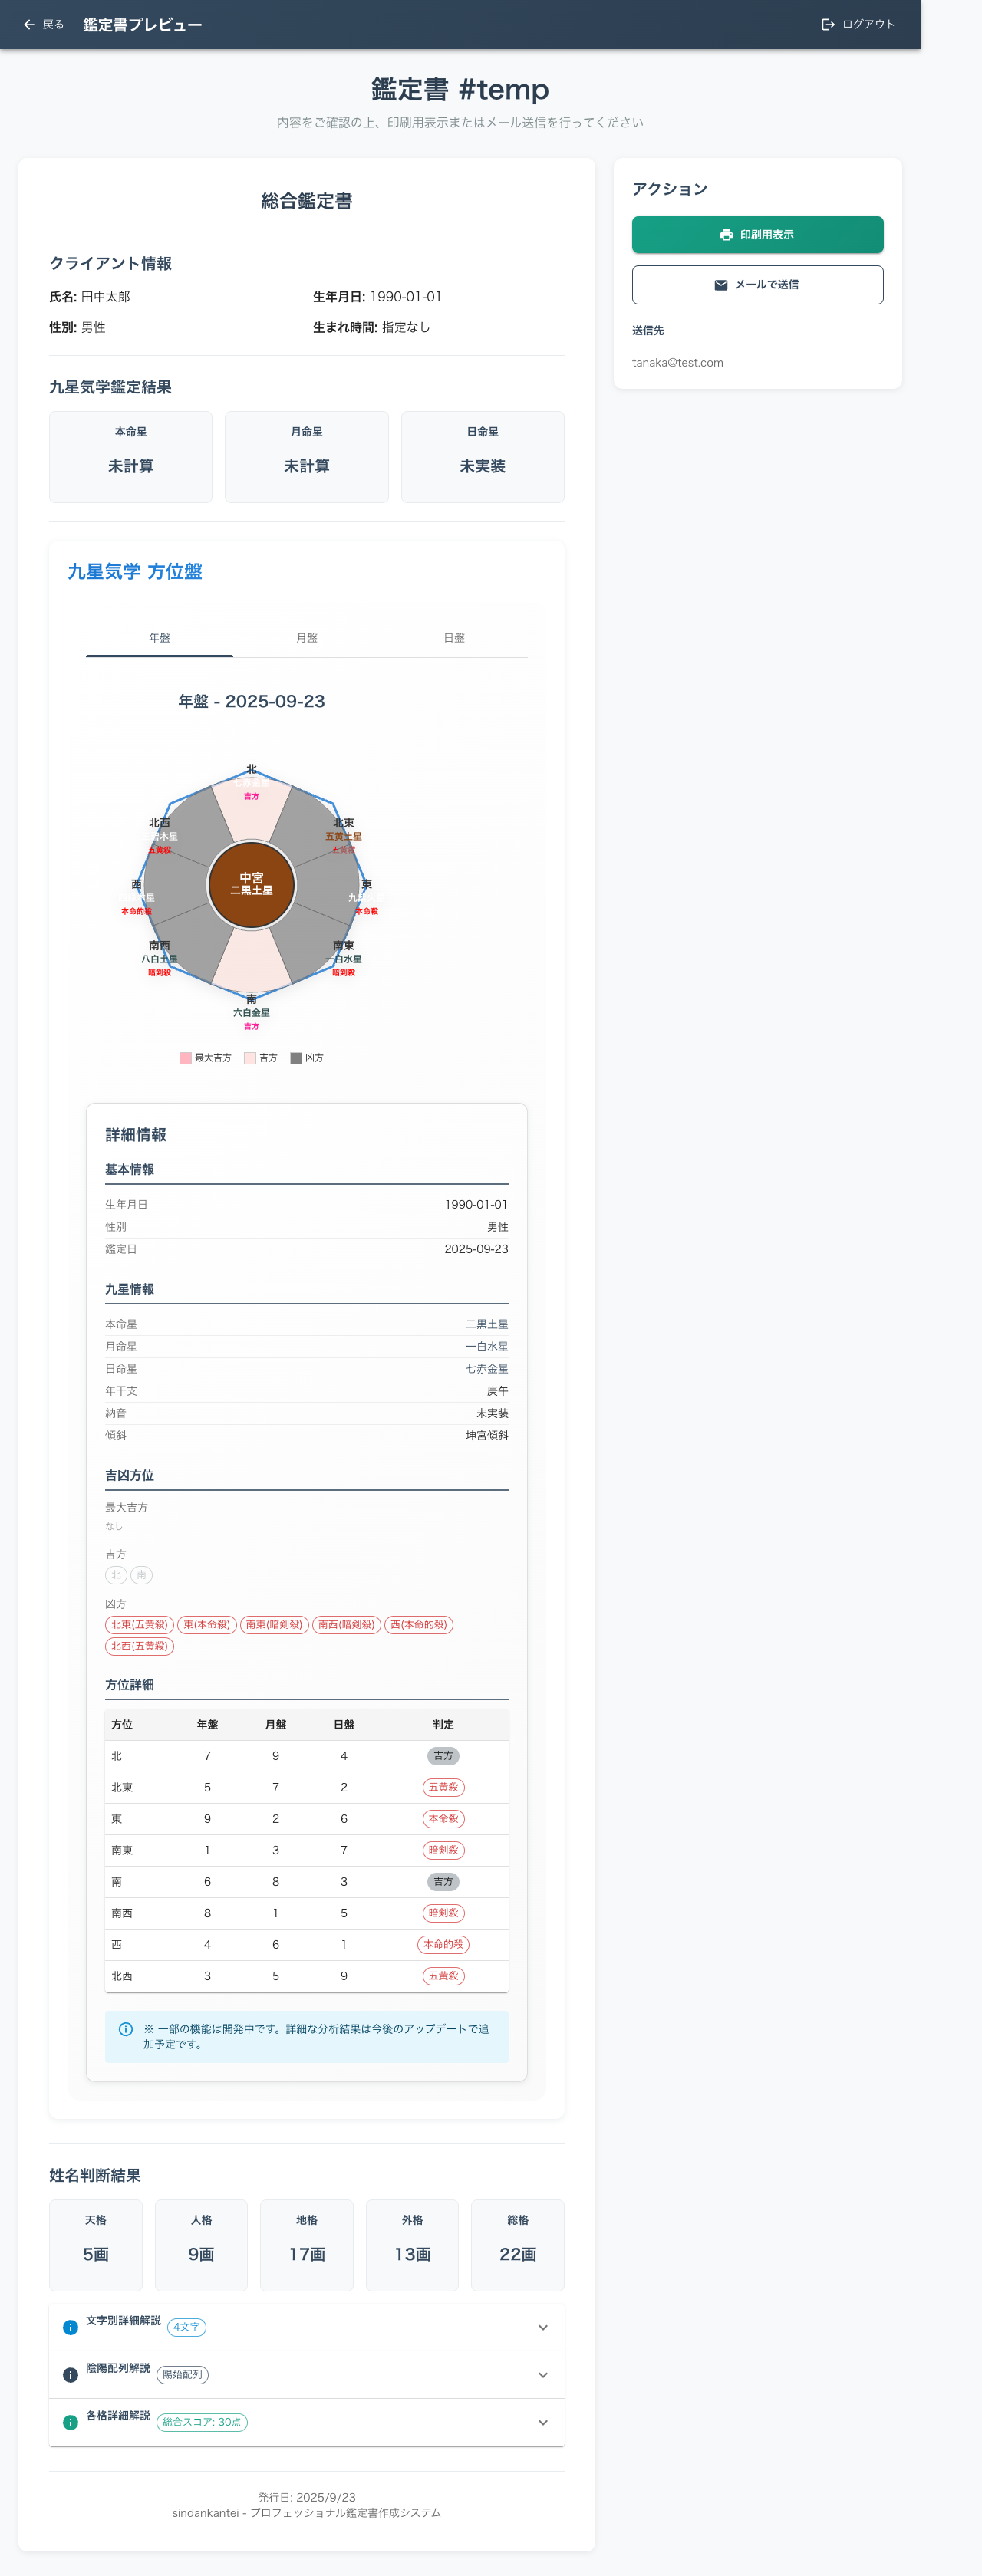 戻る
鑑定書プレビュー
ログアウト
鑑定書 #temp
内容をご確認の上、印刷用表示またはメール送信を行ってください
総合鑑定書
クライアント情報
氏名: 田中太郎
生年月日: 1990-01-01
性別: 男性
生まれ時間: 指定なし
九星気学鑑定結果
本命星
未計算
月命星
未計算
日命星
未実装
九星気学 方位盤
年盤
月盤
日盤
年盤 - 2025-09-23
北
吉方
北東
五黄土星
五黄殺
東
本命殺
南東
一白水星
暗剣殺
南
六白金星
吉方
南西
八白土星
暗剣殺
西
本命的殺
北西
五黄殺
中宮
二黒土星
最大吉方
吉方
凶方
詳細情報
基本情報
生年月日 1990-01-01
性別 男性
鑑定日 2025-09-23
九星情報
本命星 二黒土星
月命星 一白水星
日命星 七赤金星
年干支 庚午
納音 未実装
傾斜 坤宮傾斜
吉凶方位
最大吉方
なし
吉方
北 南
凶方
北東(五黄殺) 東(本命殺) 南東(暗剣殺) 南西(暗剣殺) 西(本命的殺)
北西(五黄殺)
方位詳細
方位 年盤 月盤 日盤 判定
北 7 9 4 吉方
北東 5 7 2 五黄殺
東 9 2 6 本命殺
南東 1 3 7 暗剣殺
南 6 8 3 吉方
南西 8 1 5 暗剣殺
西 4 6 1 本命的殺
北西 3 5 9 五黄殺
※ 一部の機能は開発中です。詳細な分析結果は今後のアップデートで追
加予定です。
姓名判断結果
天格
5画
人格
9画
地格
17画
外格
13画
総格
22画
文字別詳細解説 4文字
陰陽配列解説 陽始配列
各格詳細解説 総合スコア: 30点
発行日: 2025/9/23
sindankantei - プロフェッショナル鑑定書作成システム
アクション
印刷用表示
メールで送信
送信先
tanaka@test.com